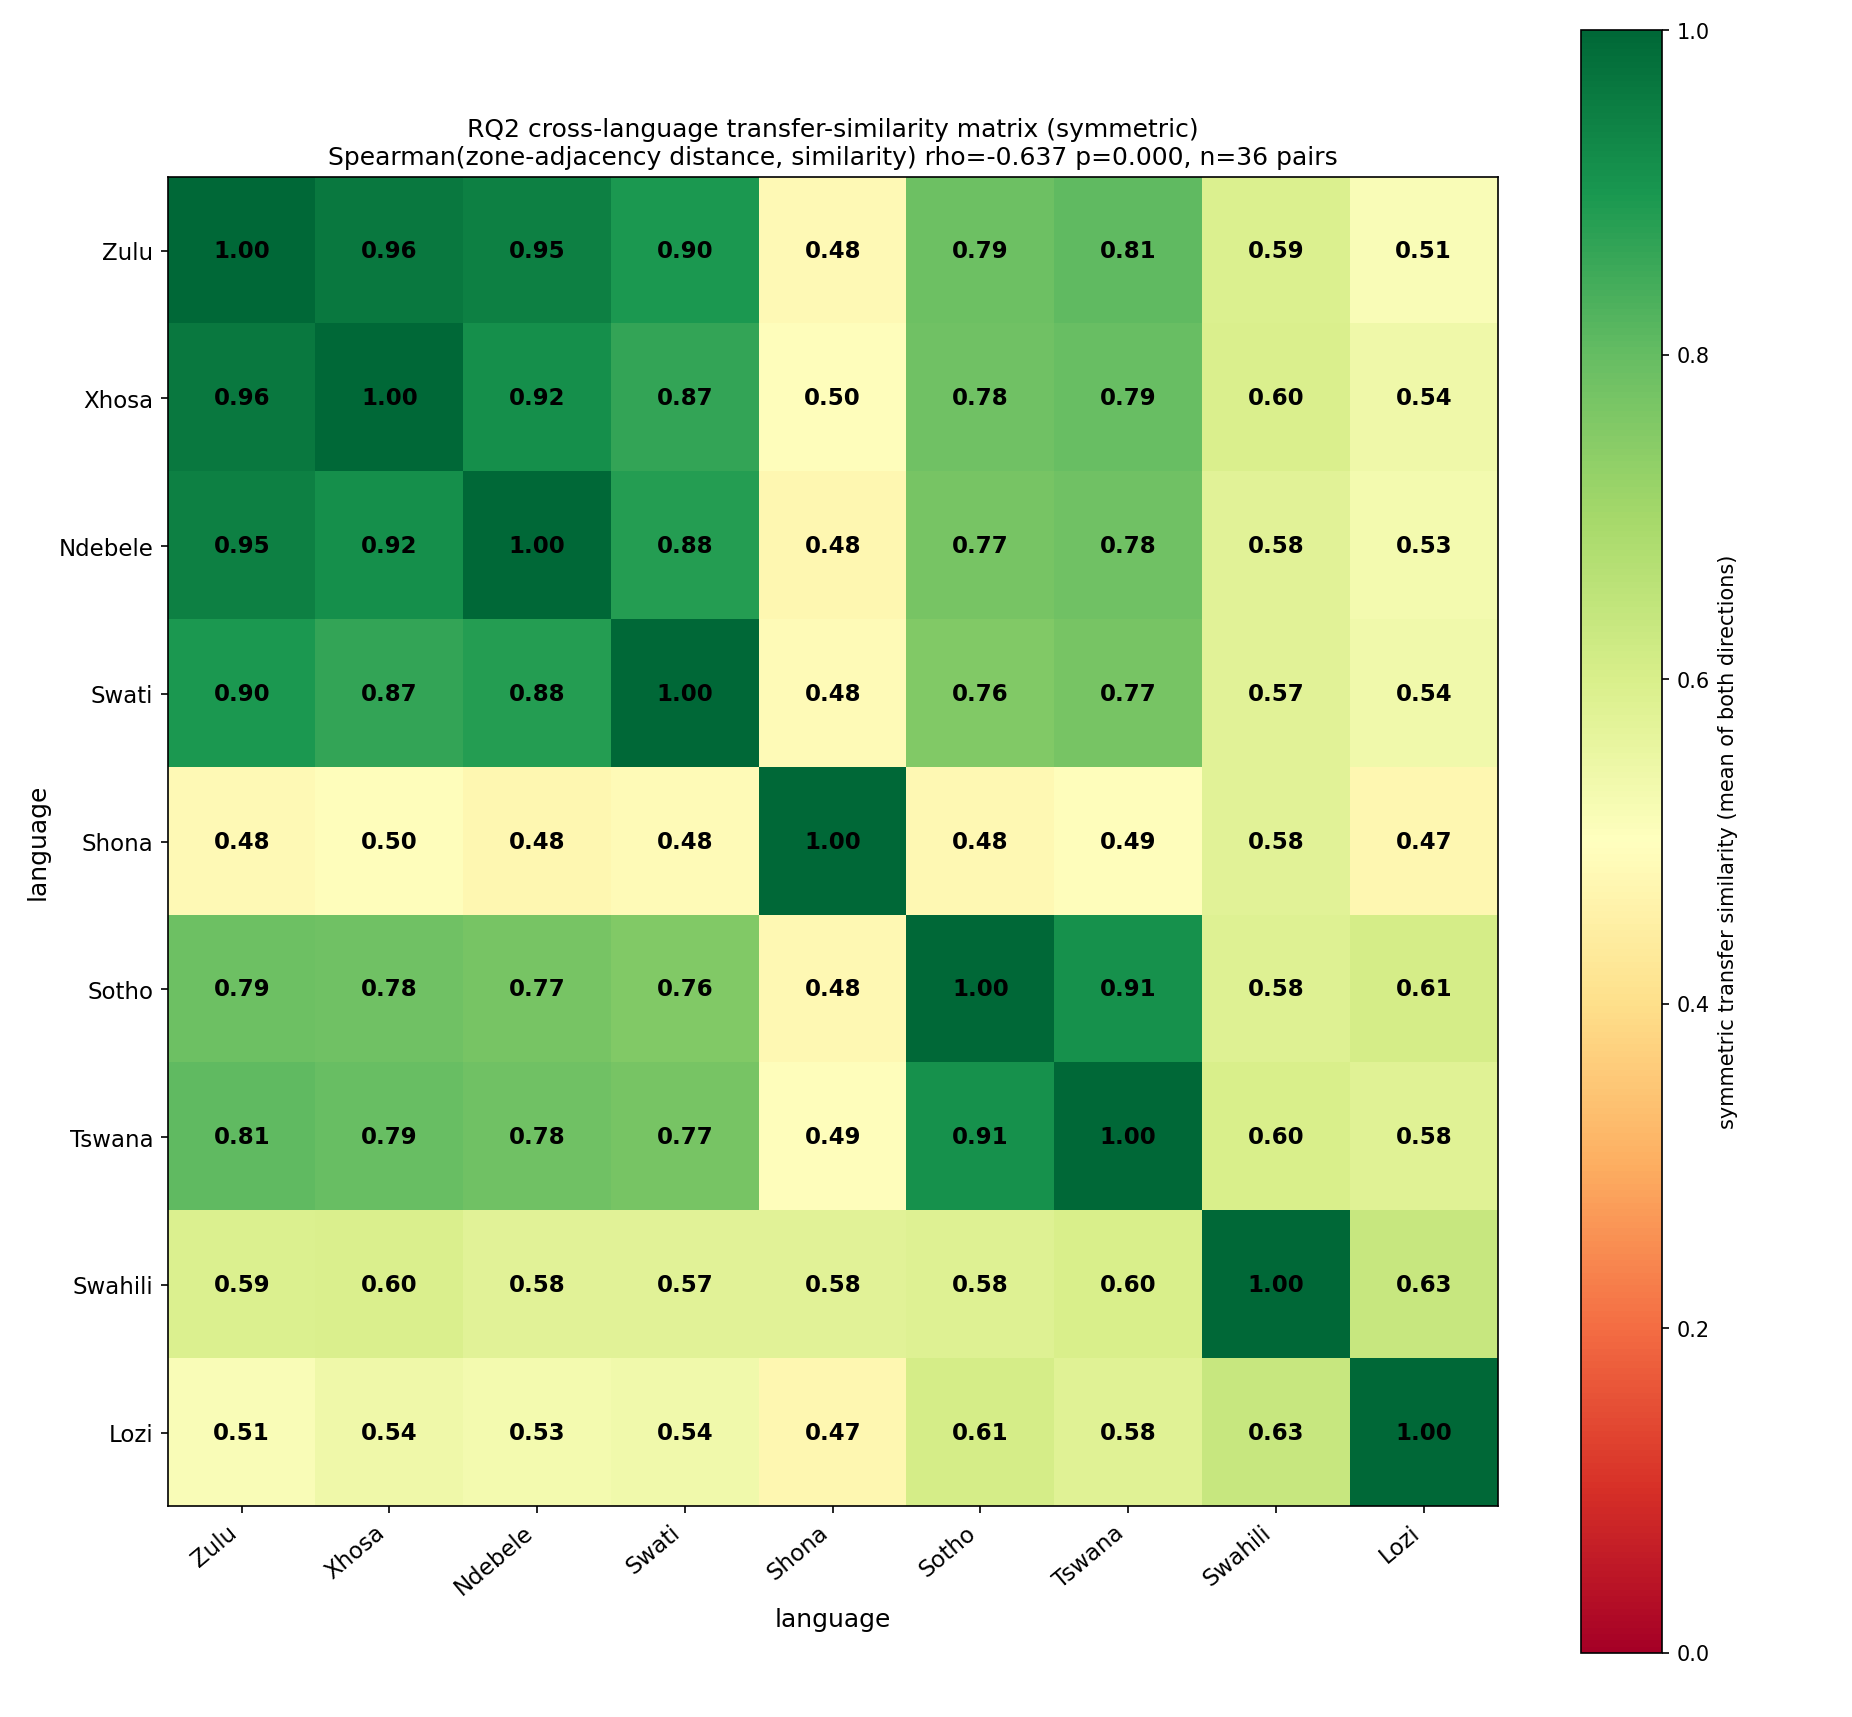 RQ2 cross-language transfer-similarity matrix (symmetric)
Spearman(zone-adjacency distance, similarity) rho=-0.637 p=0.000, n=36 pairs
Zulu 1.00 0.96 0.95 0.90 0.48 0.79 0.81 0.59 0.51
Xhosa 0.96 1.00 0.92 0.87 0.50 0.78 0.79 0.60 0.54
Ndebele 0.95 0.92 1.00 0.88 0.48 0.77 0.78 0.58 0.53
Swati 0.90 0.87 0.88 1.00 0.48 0.76 0.77 0.57 0.54
Shona 0.48 0.50 0.48 0.48 1.00 0.48 0.49 0.58 0.47
Sotho 0.79 0.78 0.77 0.76 0.48 1.00 0.91 0.58 0.61
Tswana 0.81 0.79 0.78 0.77 0.49 0.91 1.00 0.60 0.58
Swahili 0.59 0.60 0.58 0.57 0.58 0.58 0.60 1.00 0.63
Lozi 0.51 0.54 0.53 0.54 0.47 0.61 0.58 0.63 1.00
Zulu Xhosa Ndebele Swati Shona Sotho Tswana Swahili Lozi
language
language
1.0
0.8
0.6
0.4
0.2
0.0
symmetric transfer similarity (mean of both directions)